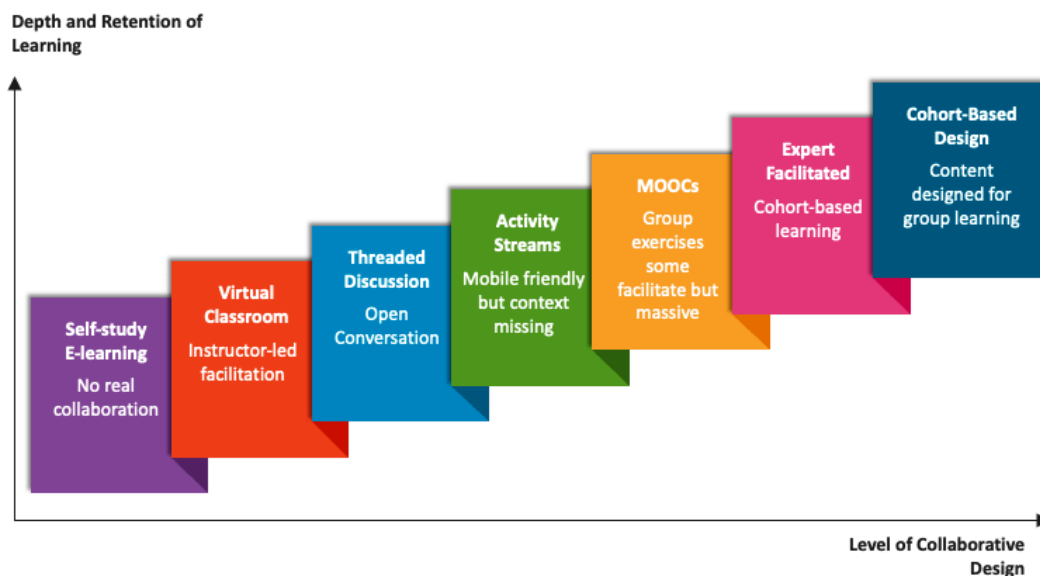 Depth and Retention of
Learning
Self-study
E-learning
No real
collaboration
Virtual
Classroom
Instructor-led
facilitation
Threaded
Discussion
Open
Conversation
Activity
Streams
Mobile friendly
but context
missing
MOOCs
Group
exercises
some
facilitate but
massive
Expert
Facilitated
Cohort-based
learning
Cohort-Based
Design
Content
designed for
group learning
Level of Collaborative
Design